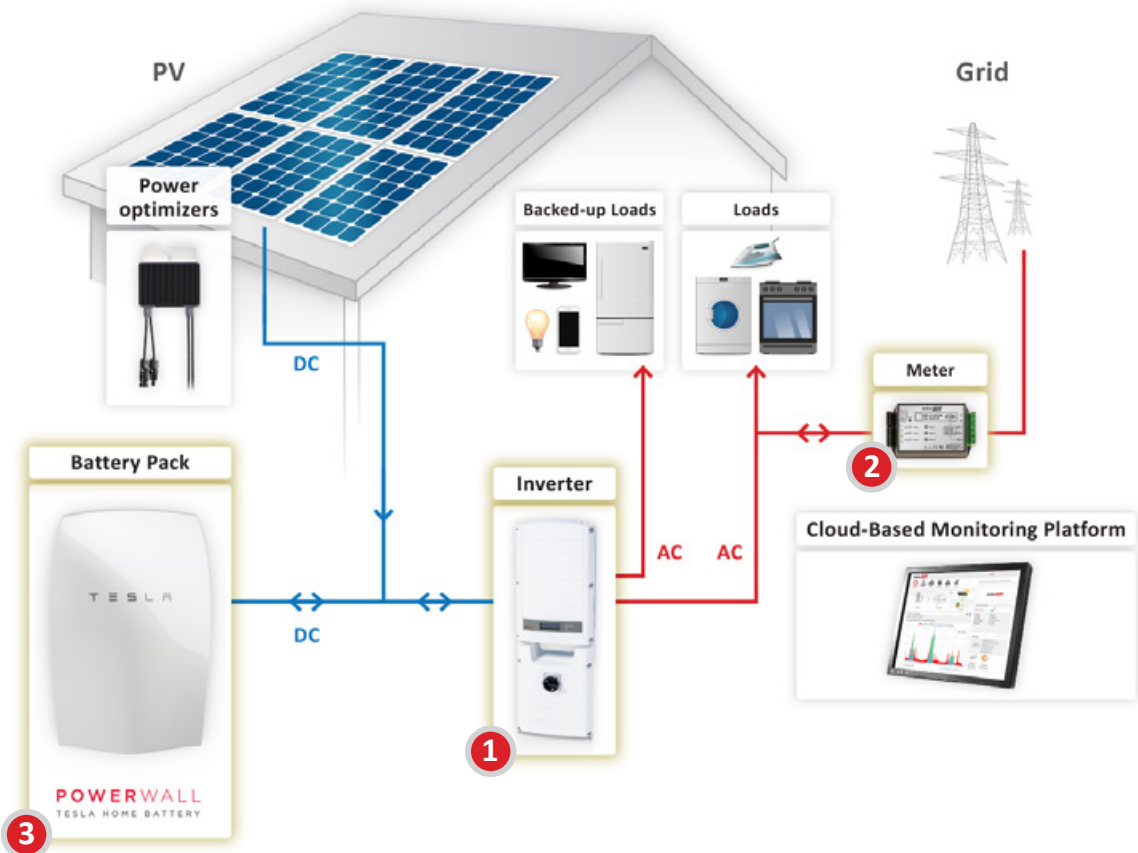 PV
Grid
Power
optimizers
Backed-up Loads
Loads
DC
Meter
2
Battery Pack
Inverter
Cloud-Based Monitoring Platform
AC
AC
TESLA
DC
1
POWERWALL
TESLA HOME BATTERY
3